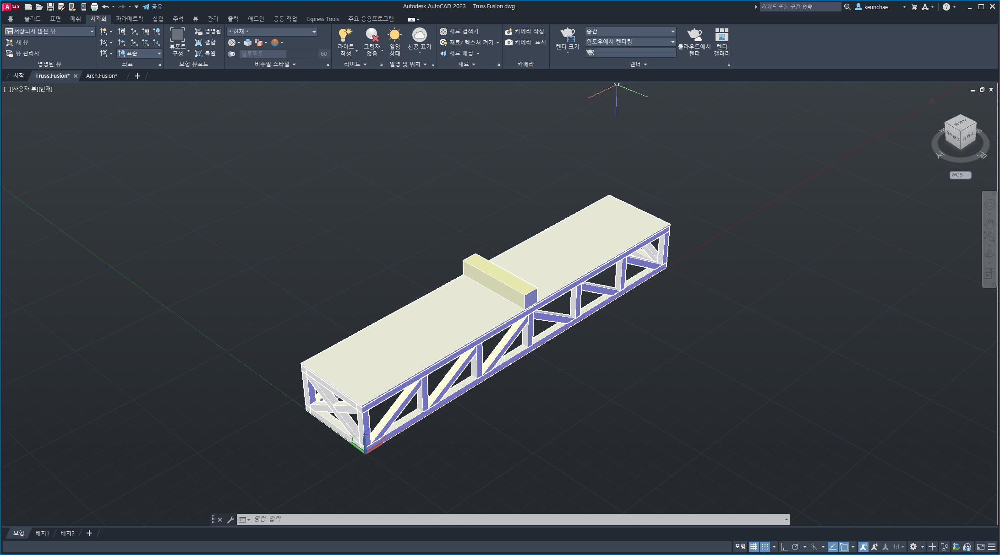 A CAD
공유
Autodesk AutoCAD 2023 Truss.Fusion.dwg
키워드 또는 구절 입력
keunchae
홈 솔리드 표면 메쉬 시각화 파라메트릭 삽입 주석 뷰 관리 출력 애드인 공동 작업 Express Tools 주요 응용프로그램
저장되지 않은 뷰
새 뷰
뷰 관리자
명명된 뷰
표준
좌표
뷰포트 구성
명명됨
결합
복원
모형 뷰포트
* 현재 *
불투명도 60
비주얼 스타일
라이트 작성
그림자 없음
라이트
일영 상태
천공 끄기
일영 및 위치
재료 검색기
재료/ 텍스처 켜기
재료 매핑
재료
카메라 작성
카메라 표시
카메라
렌더 크기
중간
윈도우에서 렌더링
클라우드에서 렌더
렌더 갤러리
렌더
시작 Truss.Fusion* Arch.Fusion*
[−][사용자 뷰][현재]
WCS
명령 입력
모형 배치1 배치2
모형
1:1